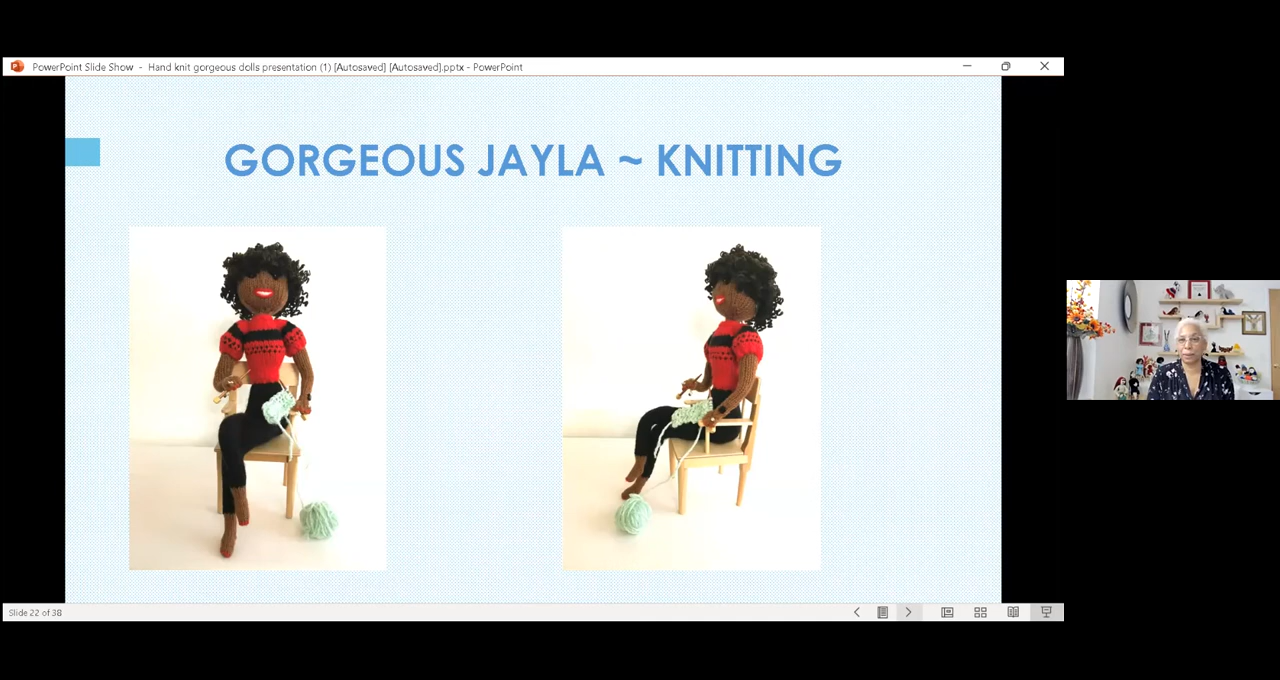 PowerPoint Slide Show - Hand knit gorgeous dolls presentation (1) [Autosaved] [Autosaved].pptx - PowerPoint
GORGEOUS JAYLA ~ KNITTING
Slide 22 of 38